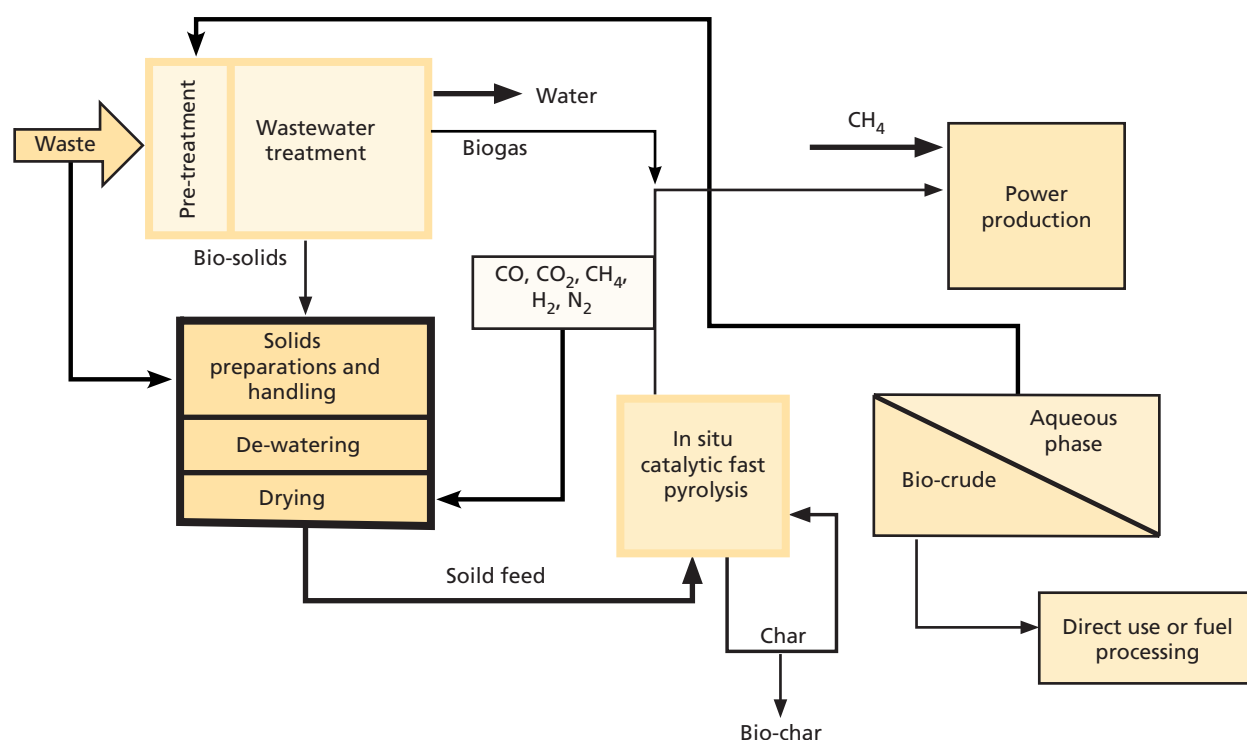 Waste
Pre-treatment
Wastewater
treatment
Water
Biogas
CH₄
Power
production
Bio-solids
CO, CO₂, CH₄,
H₂, N₂
Solids
preparations and
handling
De-watering
Drying
In situ
catalytic fast
pyrolysis
Aqueous
phase
Bio-crude
Soild feed
Char
Direct use or fuel
processing
Bio-char